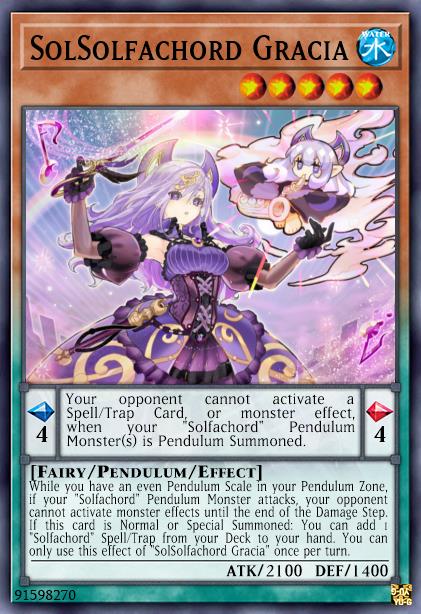 SolSolfachord Gracia
WATER
水
Your opponent cannot activate a
Spell/Trap Card, or monster effect,
when your "Solfachord" Pendulum
Monster(s) is Pendulum Summoned.
4
4
[Fairy/Pendulum/Effect]
While you have an even Pendulum Scale in your Pendulum Zone,
if your "Solfachord" Pendulum Monster attacks, your opponent
cannot activate monster effects until the end of the Damage Step.
If this card is Normal or Special Summoned: You can add 1
"Solfachord" Spell/Trap from your Deck to your hand. You can
only use this effect of "SolSolfachord Gracia" once per turn.
ATK/2100 DEF/1400
91598270